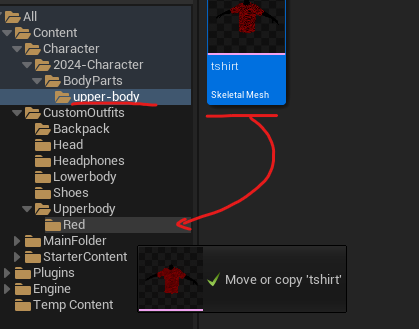 All
Content
Character
2024-Character
BodyParts
upper-body
CustomOutfits
Backpack
Head
Headphones
Lowerbody
Shoes
Upperbody
Red
MainFolder
StarterContent
Plugins
Engine
Temp Content
tshirt
Skeletal Mesh
Move or copy 'tshirt'